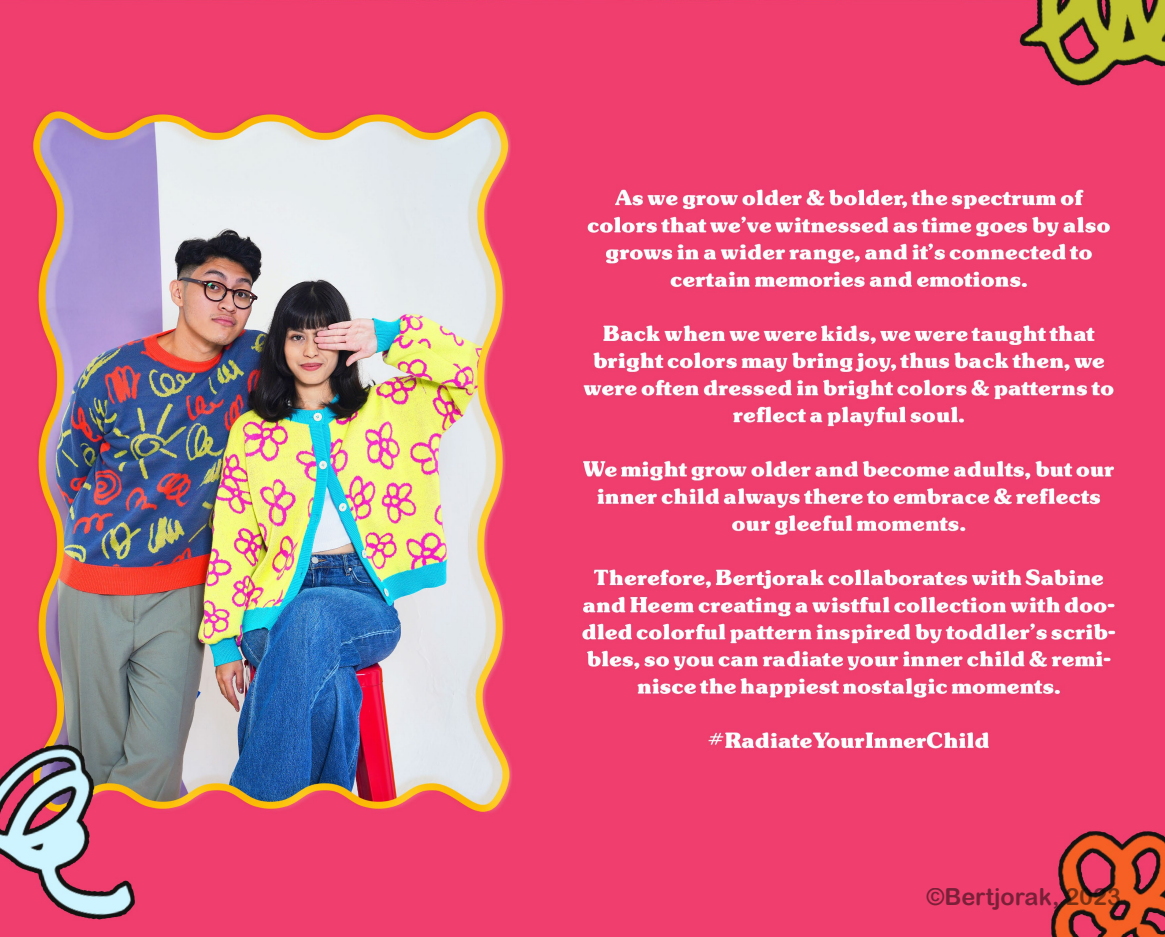 As we grow older & bolder, the spectrum of
colors that we've witnessed as time goes by also
grows in a wider range, and it's connected to
certain memories and emotions.
Back when we were kids, we were taught that
bright colors may bring joy, thus back then, we
were often dressed in bright colors & patterns to
reflect a playful soul.
We might grow older and become adults, but our
inner child always there to embrace & reflects
our gleeful moments.
Therefore, Bertjorak collaborates with Sabine
and Heem creating a wistful collection with doo-
dled colorful pattern inspired by toddler's scrib-
bles, so you can radiate your inner child & remi-
nisce the happiest nostalgic moments.
#RadiateYourInnerChild
©Bertjorak, 2023